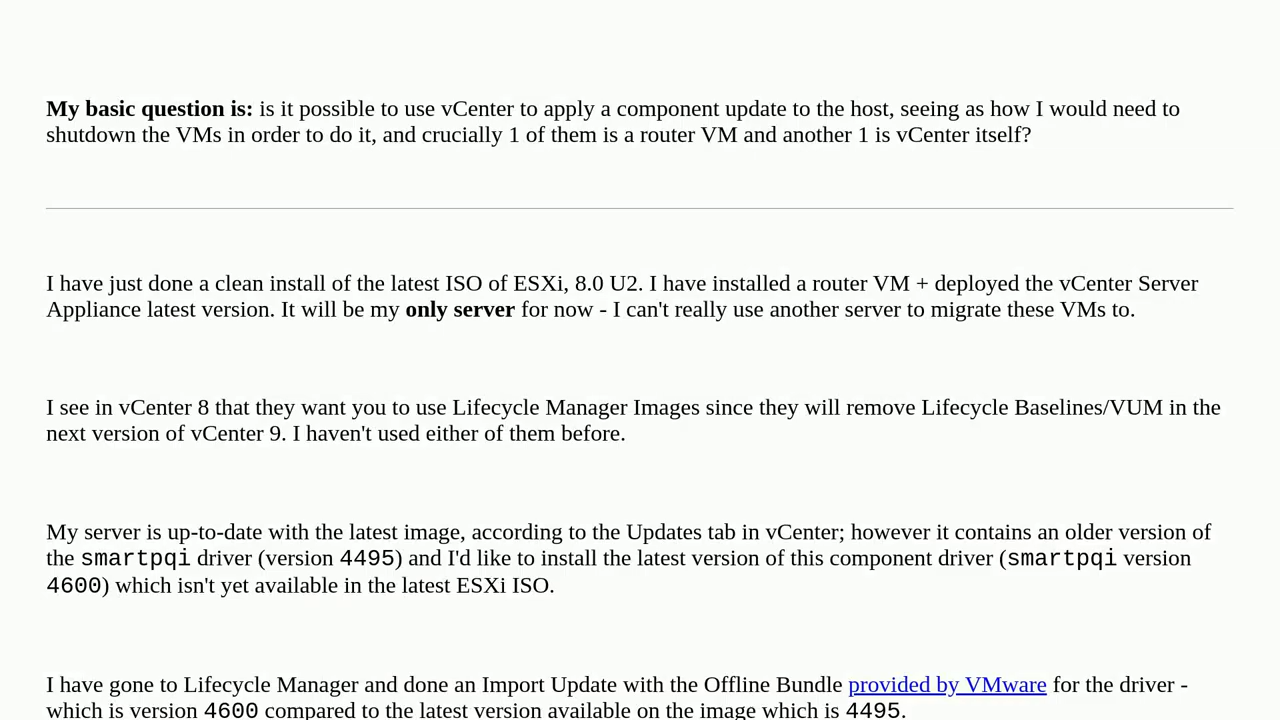 My basic question is: is it possible to use vCenter to apply a component update to the host, seeing as how I would need to
shutdown the VMs in order to do it, and crucially 1 of them is a router VM and another 1 is vCenter itself?
I have just done a clean install of the latest ISO of ESXi, 8.0 U2. I have installed a router VM + deployed the vCenter Server
Appliance latest version. It will be my only server for now - I can't really use another server to migrate these VMs to.
I see in vCenter 8 that they want you to use Lifecycle Manager Images since they will remove Lifecycle Baselines/VUM in the
next version of vCenter 9. I haven't used either of them before.
My server is up-to-date with the latest image, according to the Updates tab in vCenter; however it contains an older version of
the smartpqi driver (version 4495) and I'd like to install the latest version of this component driver (smartpqi version
4600) which isn't yet available in the latest ESXi ISO.
I have gone to Lifecycle Manager and done an Import Update with the Offline Bundle provided by VMware for the driver -
which is version 4600 compared to the latest version available on the image which is 4495.